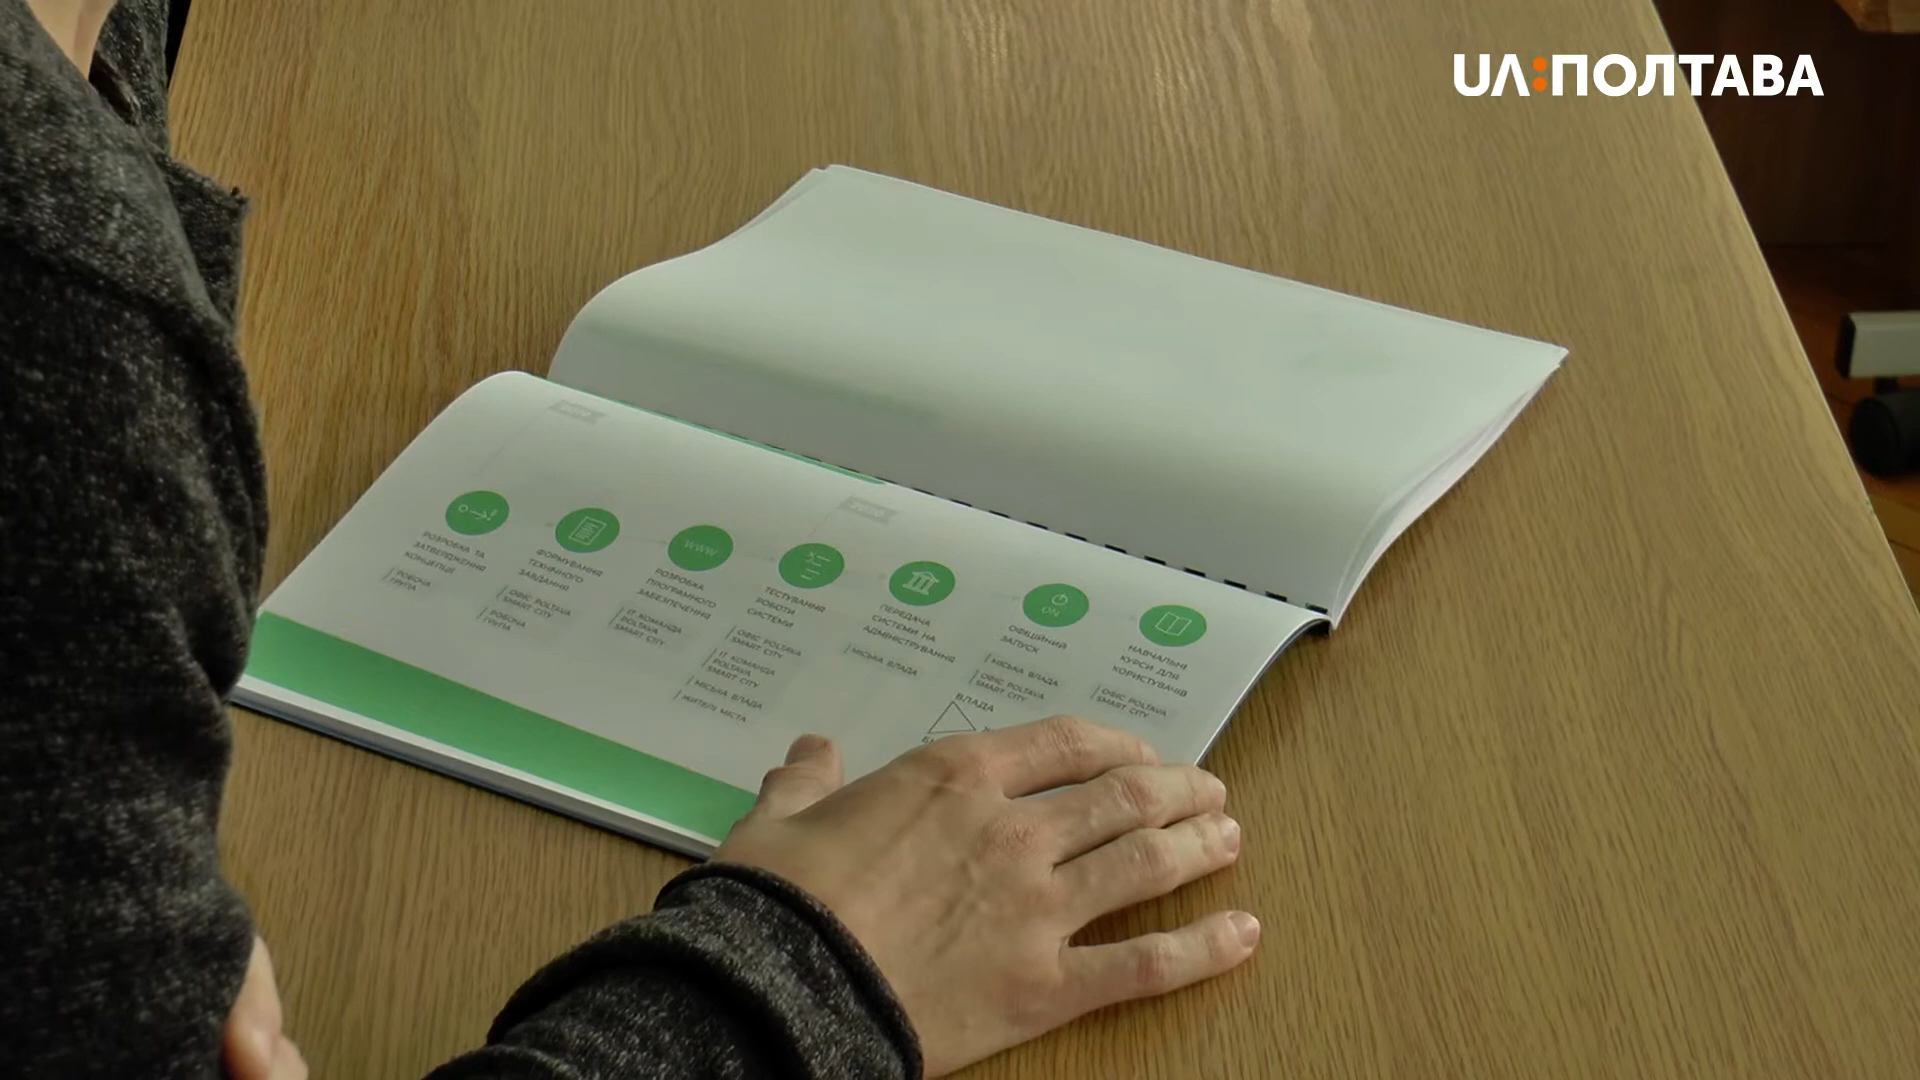 UA:ПОЛТАВА
2020
РОЗРОБКА ТА
ЗАТВЕРДЖЕННЯ
КОНЦЕПЦІЇ
РОБОЧА
ГРУПА
ФОРМУВАННЯ
ТЕХНІЧНОГО
ЗАВДАННЯ
ОФІС POLTAVA
SMART CITY
РОБОЧА
ГРУПА
WWW
РОЗРОБКА
ПРОГРАМНОГО
ЗАБЕЗПЕЧЕННЯ
ІТ КОМАНДА
POLTAVA
SMART CITY
ТЕСТУВАННЯ
РОБОТИ
СИСТЕМИ
ОФІС POLTAVA
SMART CITY
ІТ КОМАНДА
POLTAVA
SMART CITY
МІСЬКА ВЛАДА
ЖИТЕЛІ МІСТА
ПЕРЕДАЧА
СИСТЕМИ НА
АДМІНІСТРУВАННЯ
МІСЬКА ВЛАДА
ON
ОФІЦІЙНИЙ
ЗАПУСК
МІСЬКА ВЛАДА
ОФІС POLTAVA
SMART CITY
НАВЧАЛЬНІ
КУРСИ ДЛЯ
КОРИСТУВАЧІВ
ОФІС POLTAVA
SMART CITY
ВЛАДА